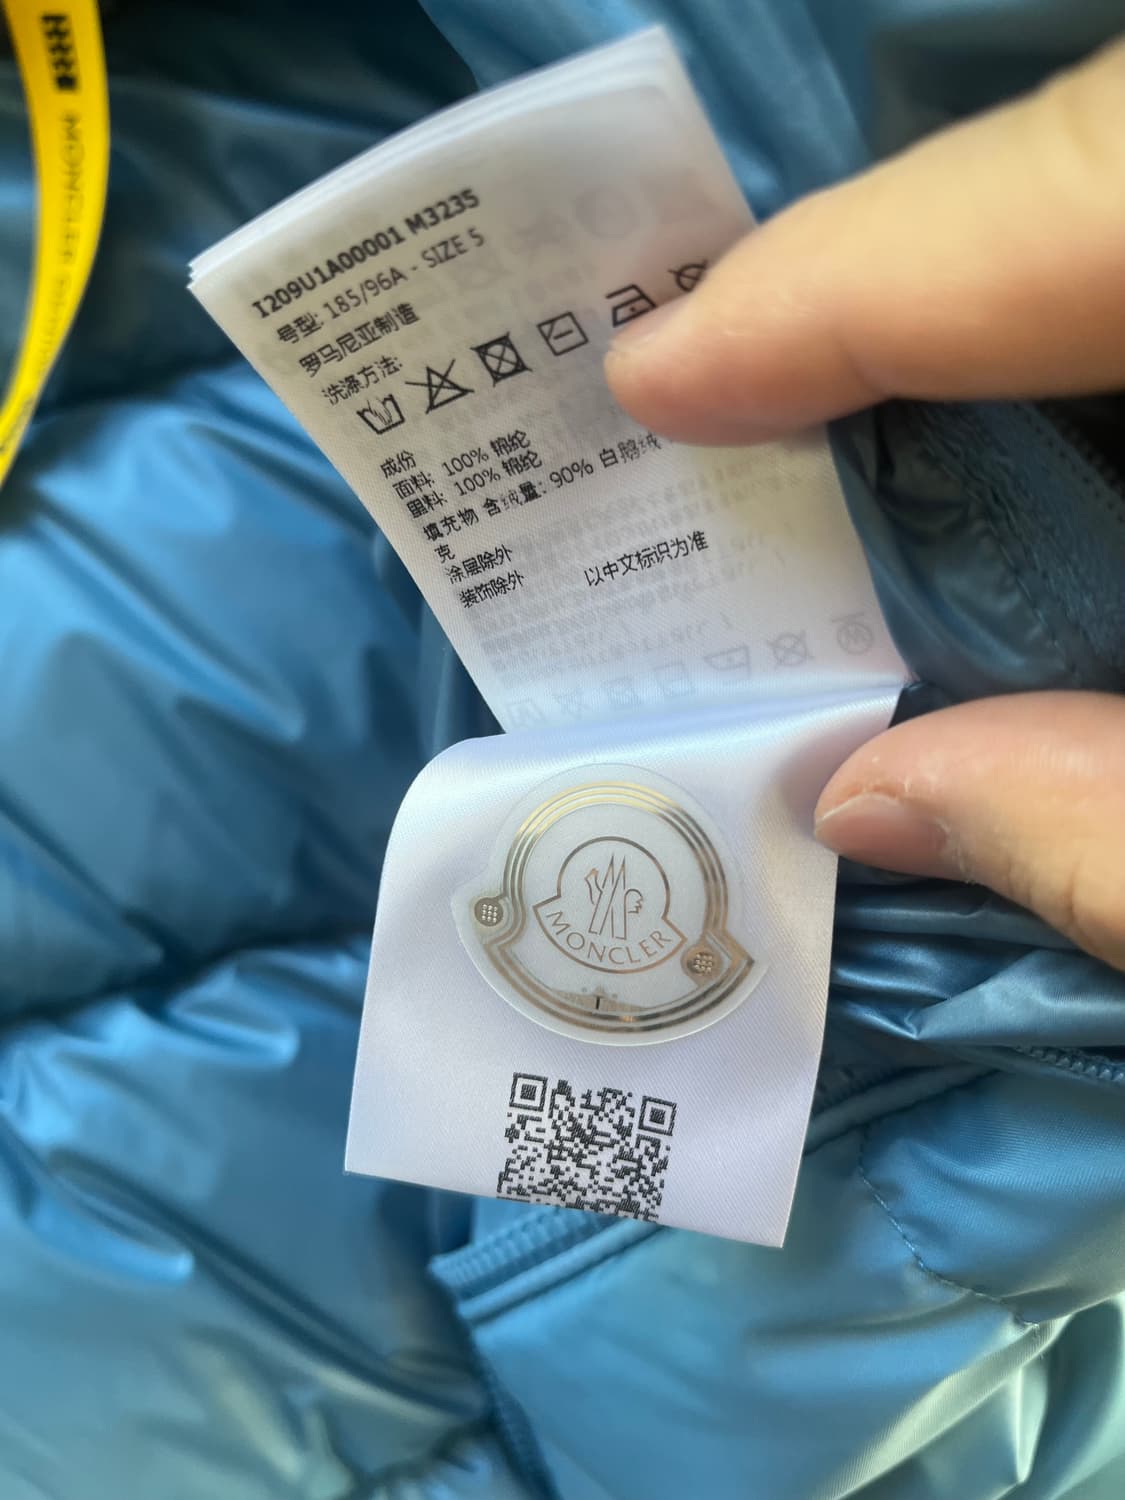 MONCLER
I209U1A00001 M3235
号型: 185/96A - SIZE 5
罗马尼亚制造
洗涤方法:
成份
面料: 100% 锦纶
里料: 100% 锦纶
填充物 含绒量: 90% 白鹅绒
克
涂层除外
装饰除外
以中文标识为准
MONCLER
T